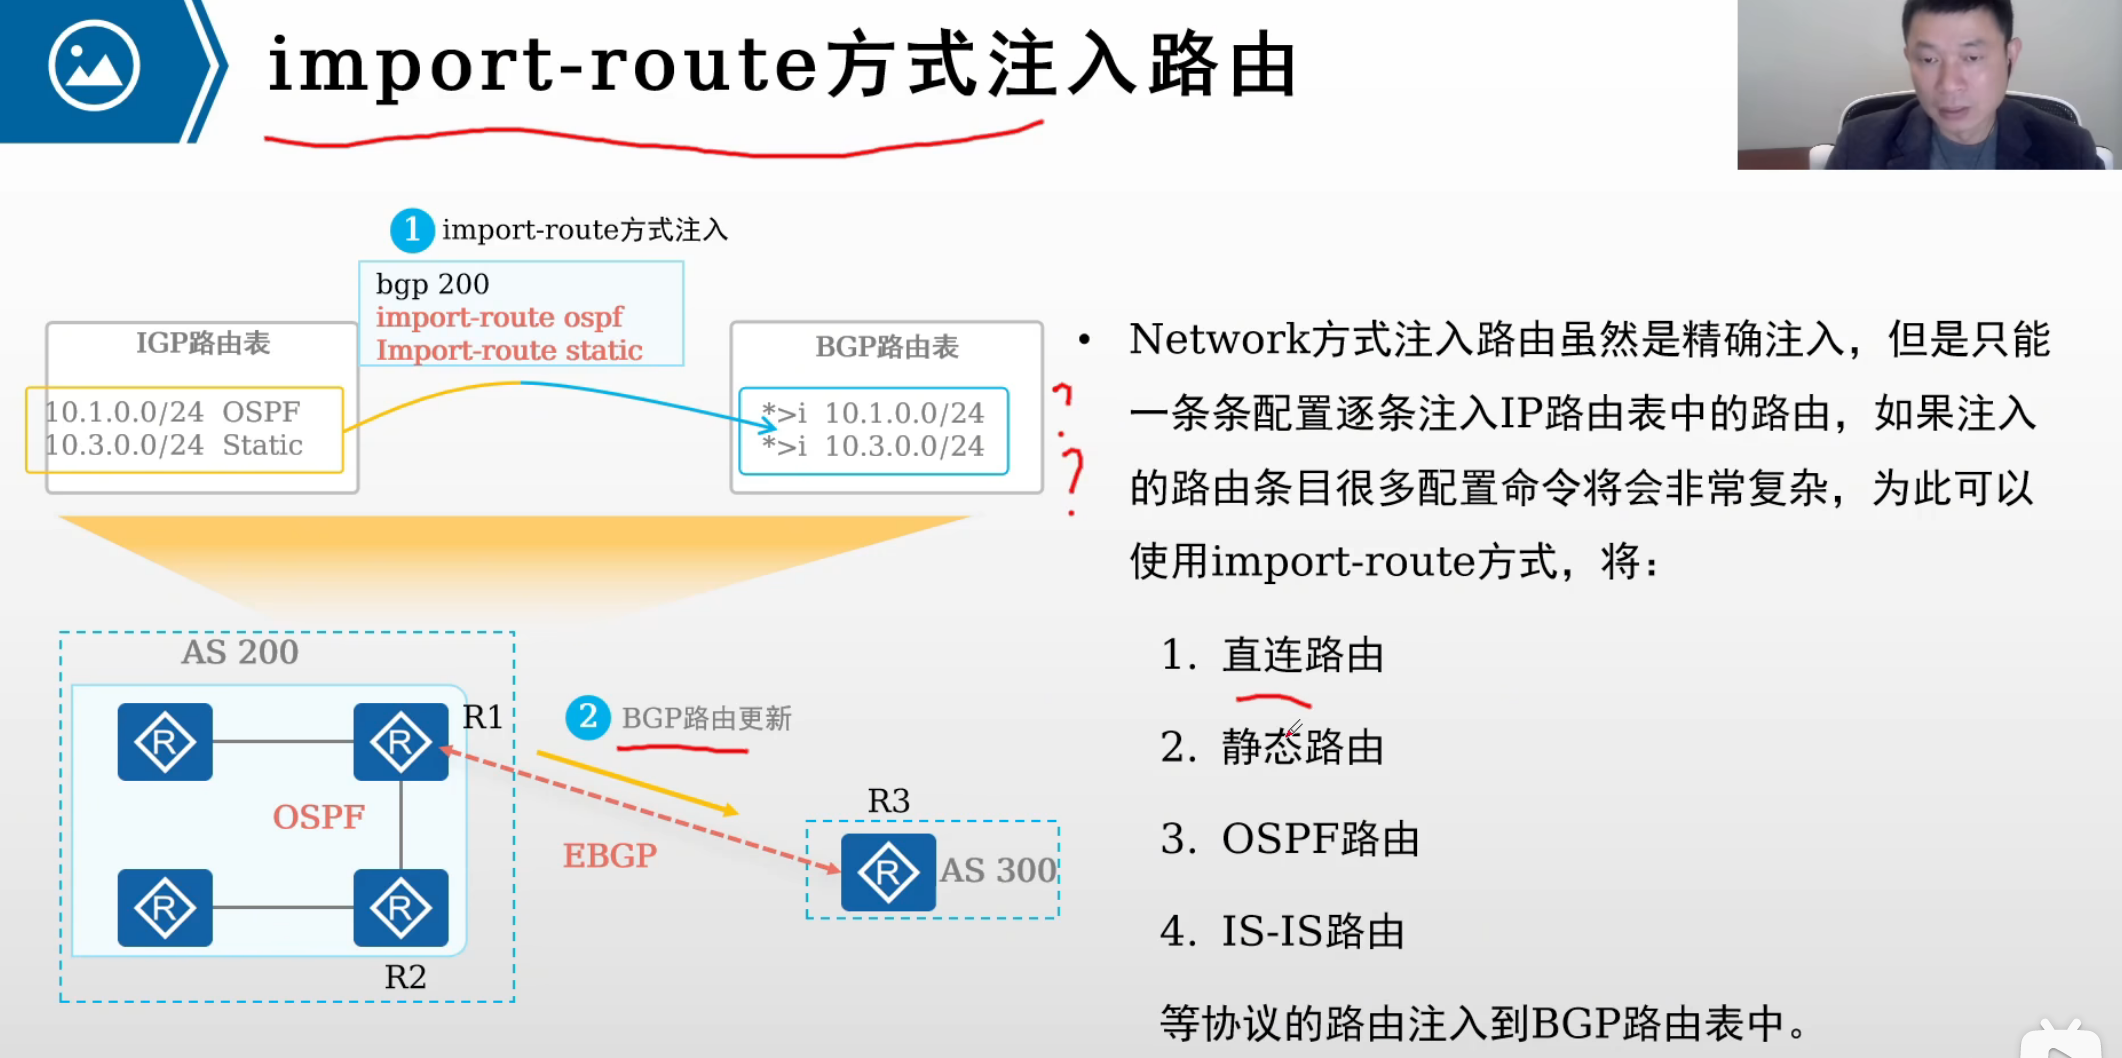 import-route方式注入路由
1 import-route方式注入
bgp 200
import-route ospf
Import-route static
IGP路由表
10.1.0.0/24 OSPF
10.3.0.0/24 Static
BGP路由表
*>i 10.1.0.0/24
*>i 10.3.0.0/24
?
?
• Network方式注入路由虽然是精确注入，但是只能
一条条配置逐条注入IP路由表中的路由，如果注入
的路由条目很多配置命令将会非常复杂，为此可以
使用import-route方式，将：
1. 直连路由
2. 静态路由
3. OSPF路由
4. IS-IS路由
等协议的路由注入到BGP路由表中。
AS 200
R
R
R1
OSPF
R
R
R2
2 BGP路由更新
EBGP
R3
R
AS 300